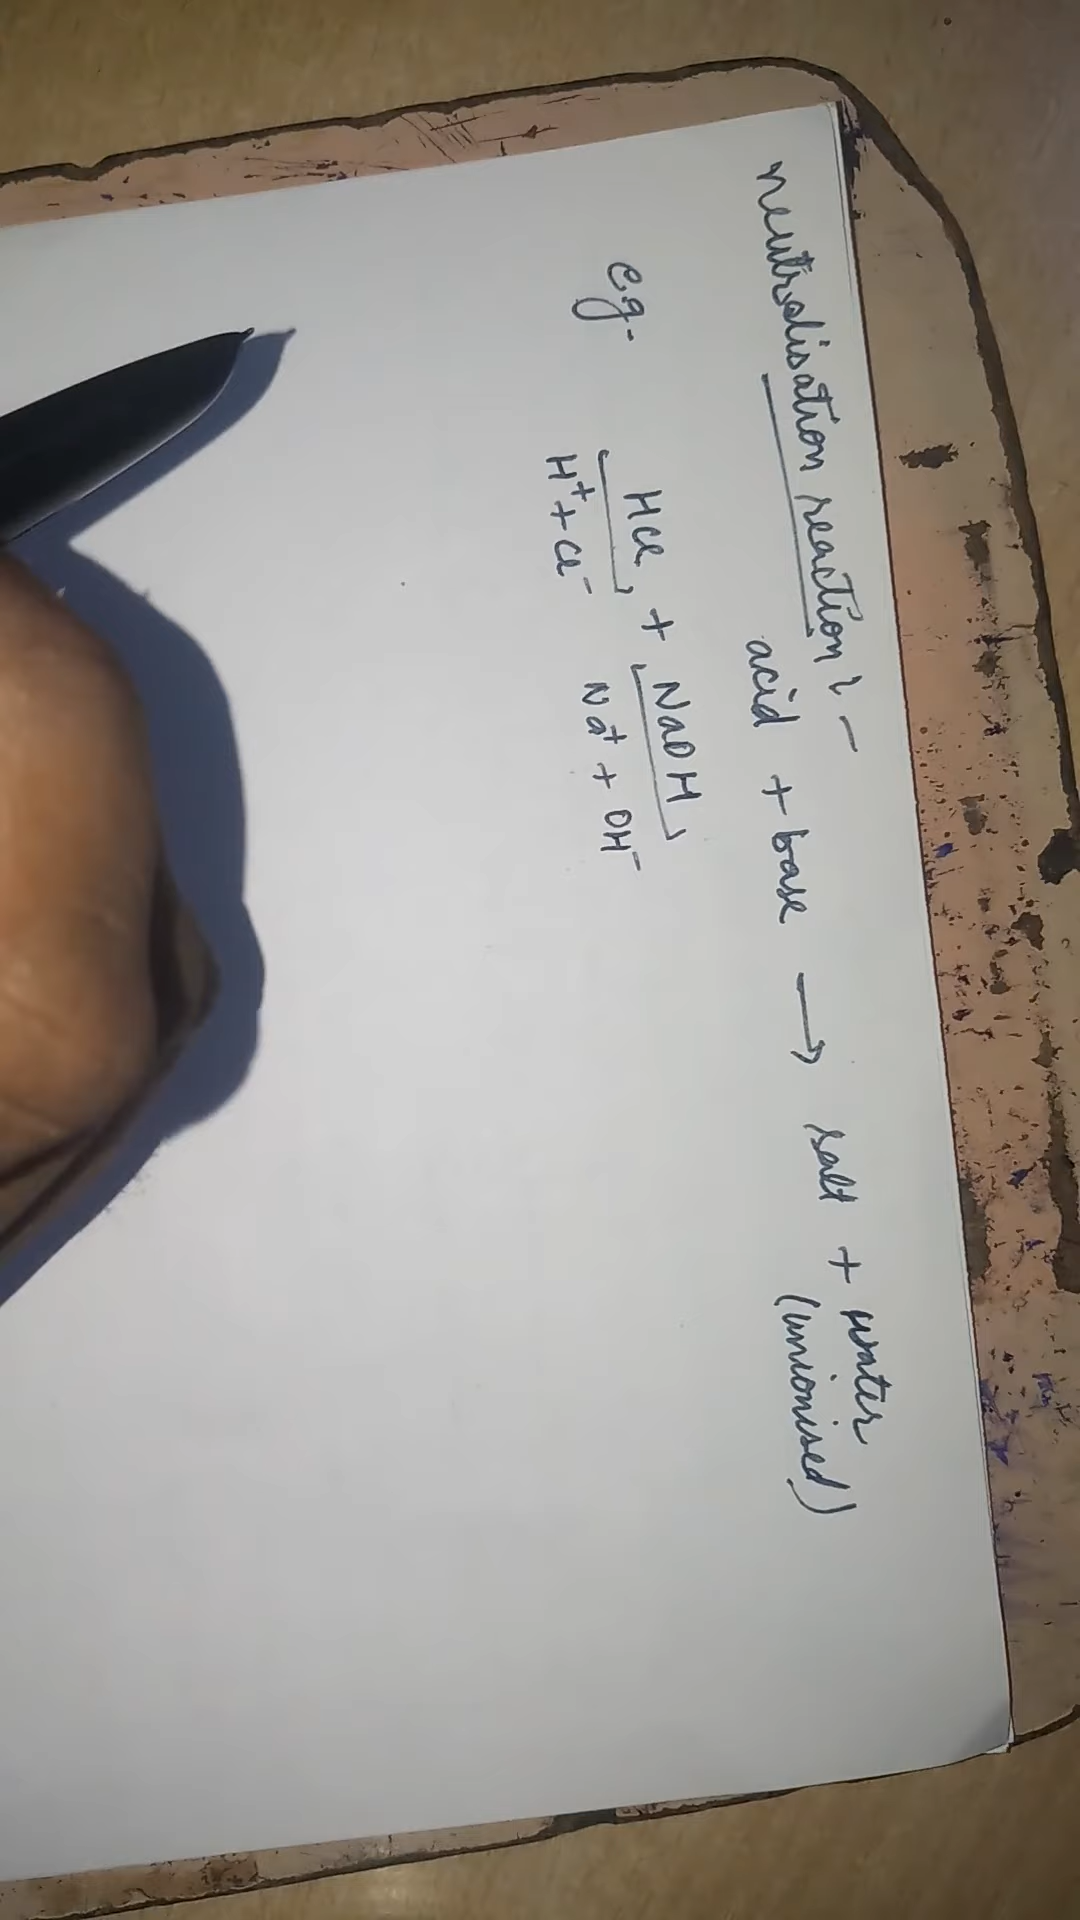 neutralisation reaction :-
acid + base → salt + water
(unionised)
e.g. HCl + NaOH
H⁺ + Cl⁻ Na⁺ + OH⁻